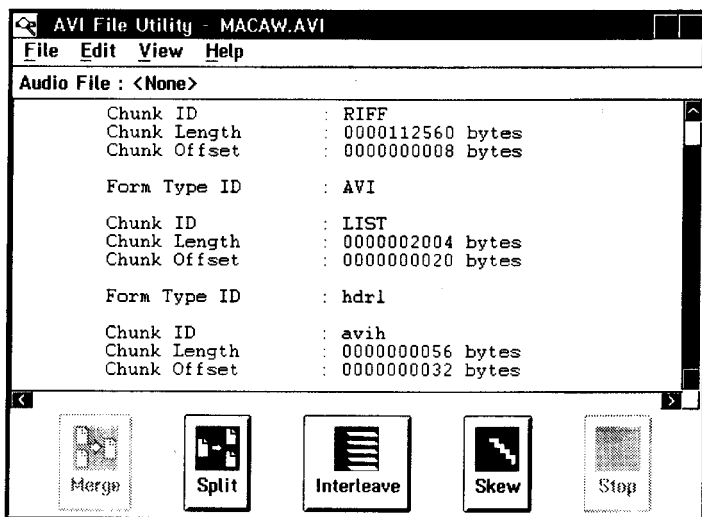 AVI File Utility - MACAW.AVI
File Edit View Help
Audio File : <None>
Chunk ID : RIFF
Chunk Length : 0000112560 bytes
Chunk Offset : 0000000008 bytes
Form Type ID : AVI
Chunk ID : LIST
Chunk Length : 0000002004 bytes
Chunk Offset : 0000000020 bytes
Form Type ID : hdrl
Chunk ID : avih
Chunk Length : 0000000056 bytes
Chunk Offset : 0000000032 bytes
Merge Split Interleave Skew Stop